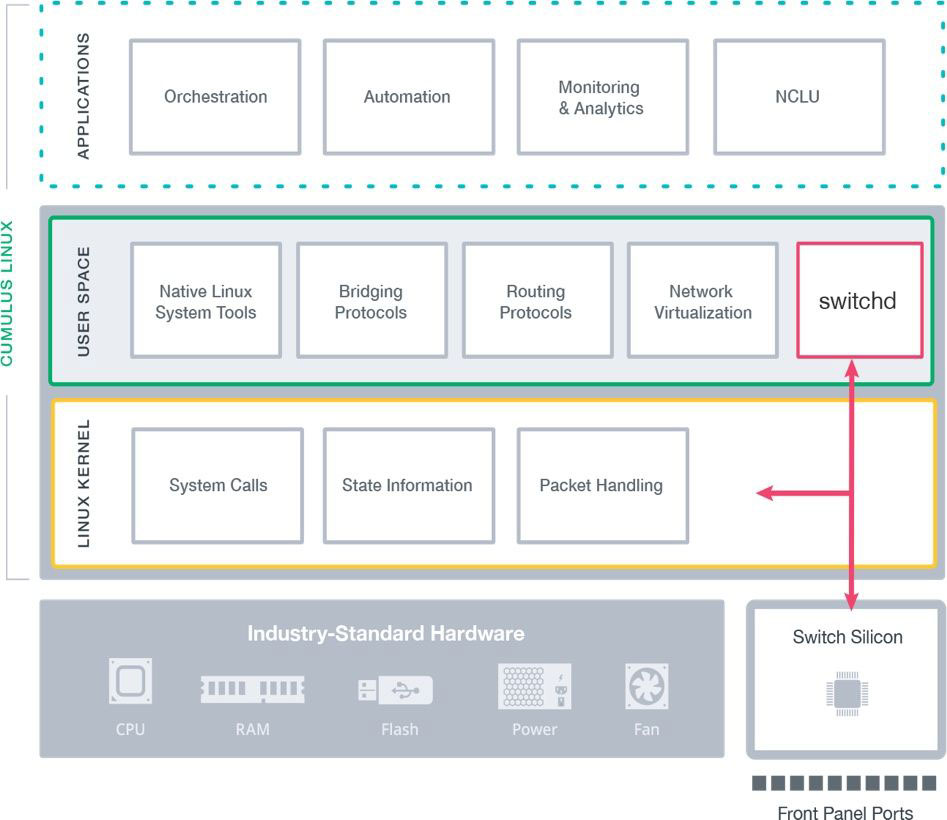 CUMULUS LINUX
APPLICATIONS
Orchestration
Automation
Monitoring
& Analytics
NCLU
USER SPACE
Native Linux
System Tools
Bridging
Protocols
Routing
Protocols
Network
Virtualization
switchd
LINUX KERNEL
System Calls
State Information
Packet Handling
Industry-Standard Hardware
CPU
RAM
Flash
Power
Fan
Switch Silicon
Front Panel Ports